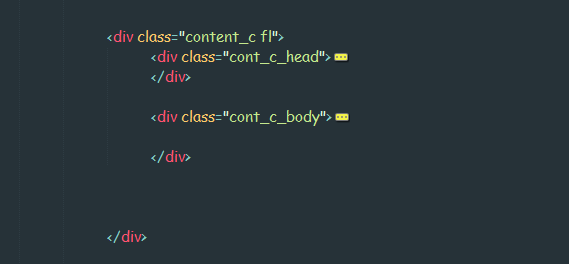 <div class="content_c fl">
<div class="cont_c_head">
</div>
<div class="cont_c_body">
</div>
</div>